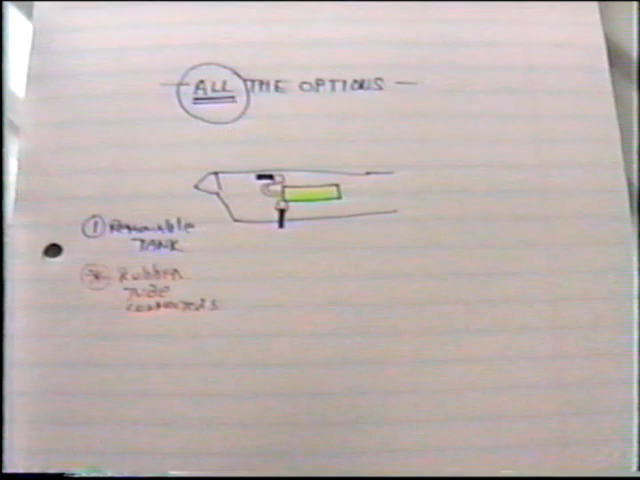 — ALL THE OPTIONS —
① Removable
TANK
* Rubber
TUBE
CONNECTORS